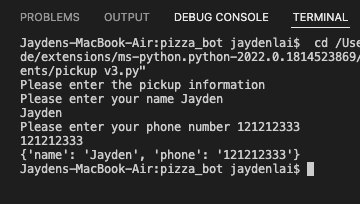 PROBLEMS OUTPUT DEBUG CONSOLE TERMINAL
Jaydens-MacBook-Air:pizza_bot jaydenlai$  cd /Use
de/extensions/ms-python.python-2022.0.1814523869/
ents/pickup v3.py"
Please enter the pickup information
Please enter your name Jayden
Jayden
Please enter your phone number 121212333
121212333
{'name': 'Jayden', 'phone': '121212333'}
Jaydens-MacBook-Air:pizza_bot jaydenlai$